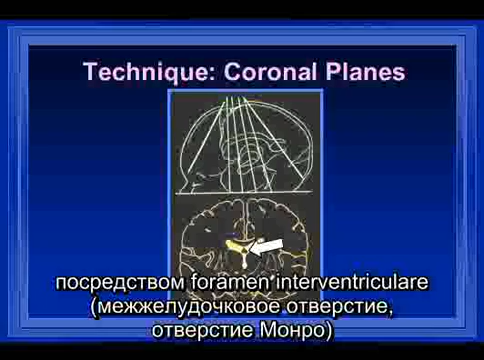 Technique: Coronal Planes
посредством foramen interventriculare
(межжелудочковое отверстие,
отверстие Монро)